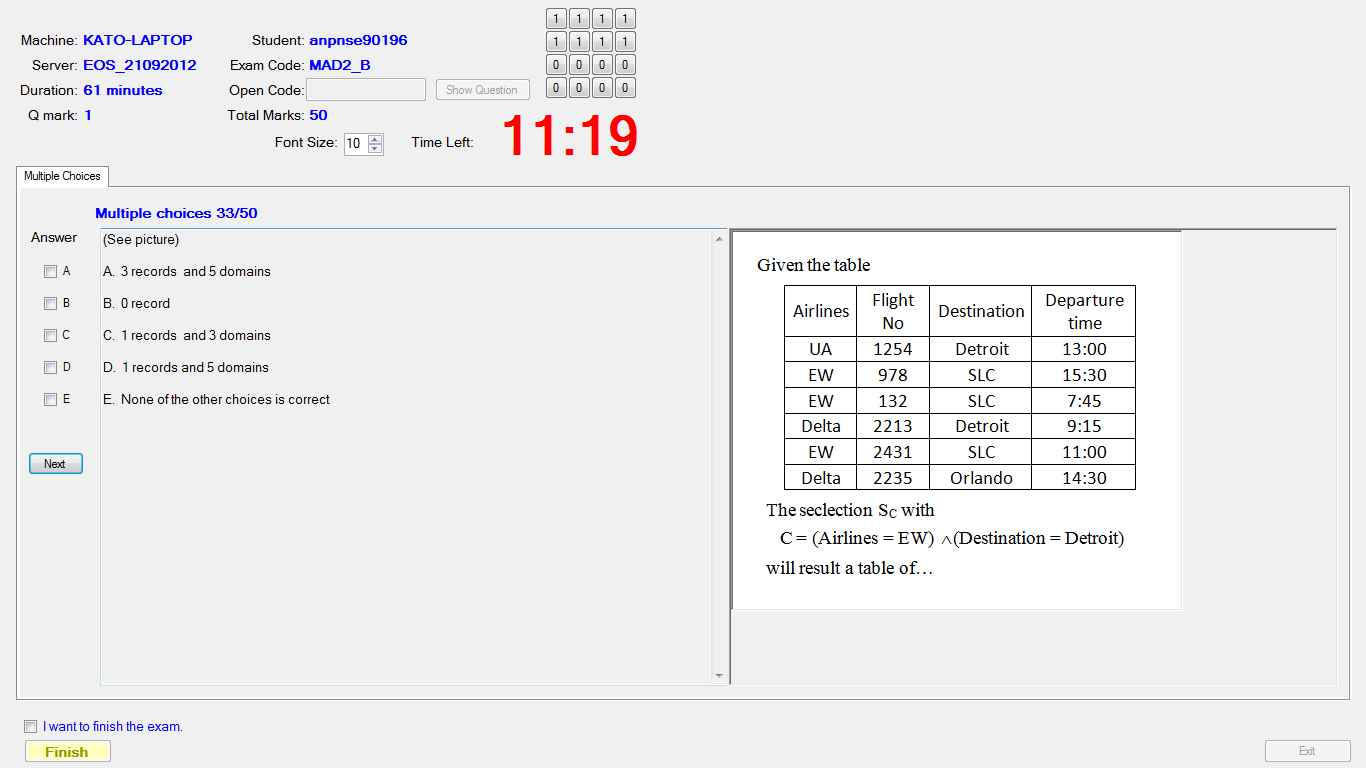 Machine: KATO-LAPTOP Student: anpnse90196
Server: EOS_21092012 Exam Code: MAD2_B
Duration: 61 minutes Open Code: Show Question
Q mark: 1 Total Marks: 50
1 1 1 1
1 1 1 1
0 0 0 0
0 0 0 0
Font Size: 10 Time Left: 11:19
Multiple Choices
Multiple choices 33/50
Answer
A
B
C
D
E
Next
(See picture)
A. 3 records and 5 domains
B. 0 record
C. 1 records and 3 domains
D. 1 records and 5 domains
E. None of the other choices is correct
Given the table
Airlines Flight No Destination Departure time
UA 1254 Detroit 13:00
EW 978 SLC 15:30
EW 132 SLC 7:45
Delta 2213 Detroit 9:15
EW 2431 SLC 11:00
Delta 2235 Orlando 14:30
The seclection SC with
C = (Airlines = EW) ∧(Destination = Detroit)
will result a table of…
I want to finish the exam.
Finish
Exit